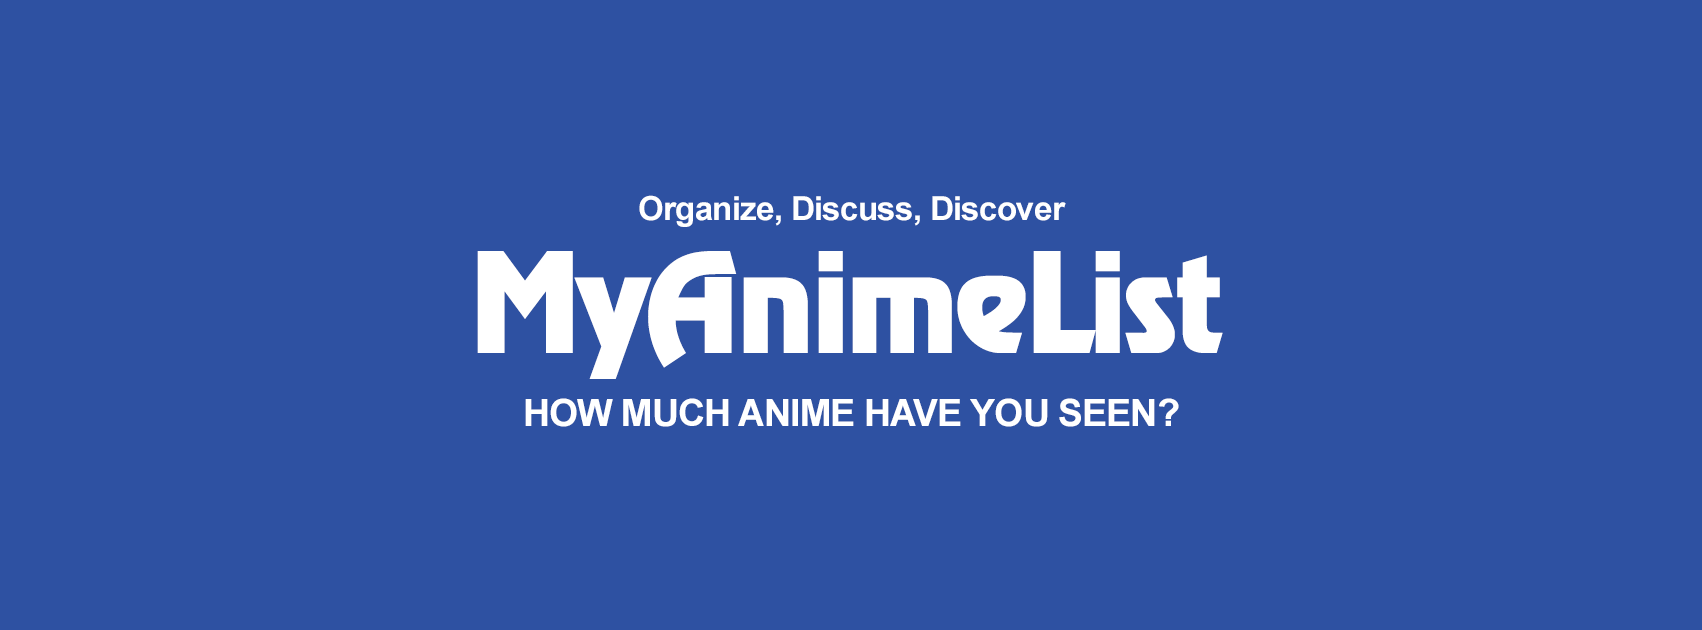 Organize, Discuss, Discover
MyAnimeList
HOW MUCH ANIME HAVE YOU SEEN?